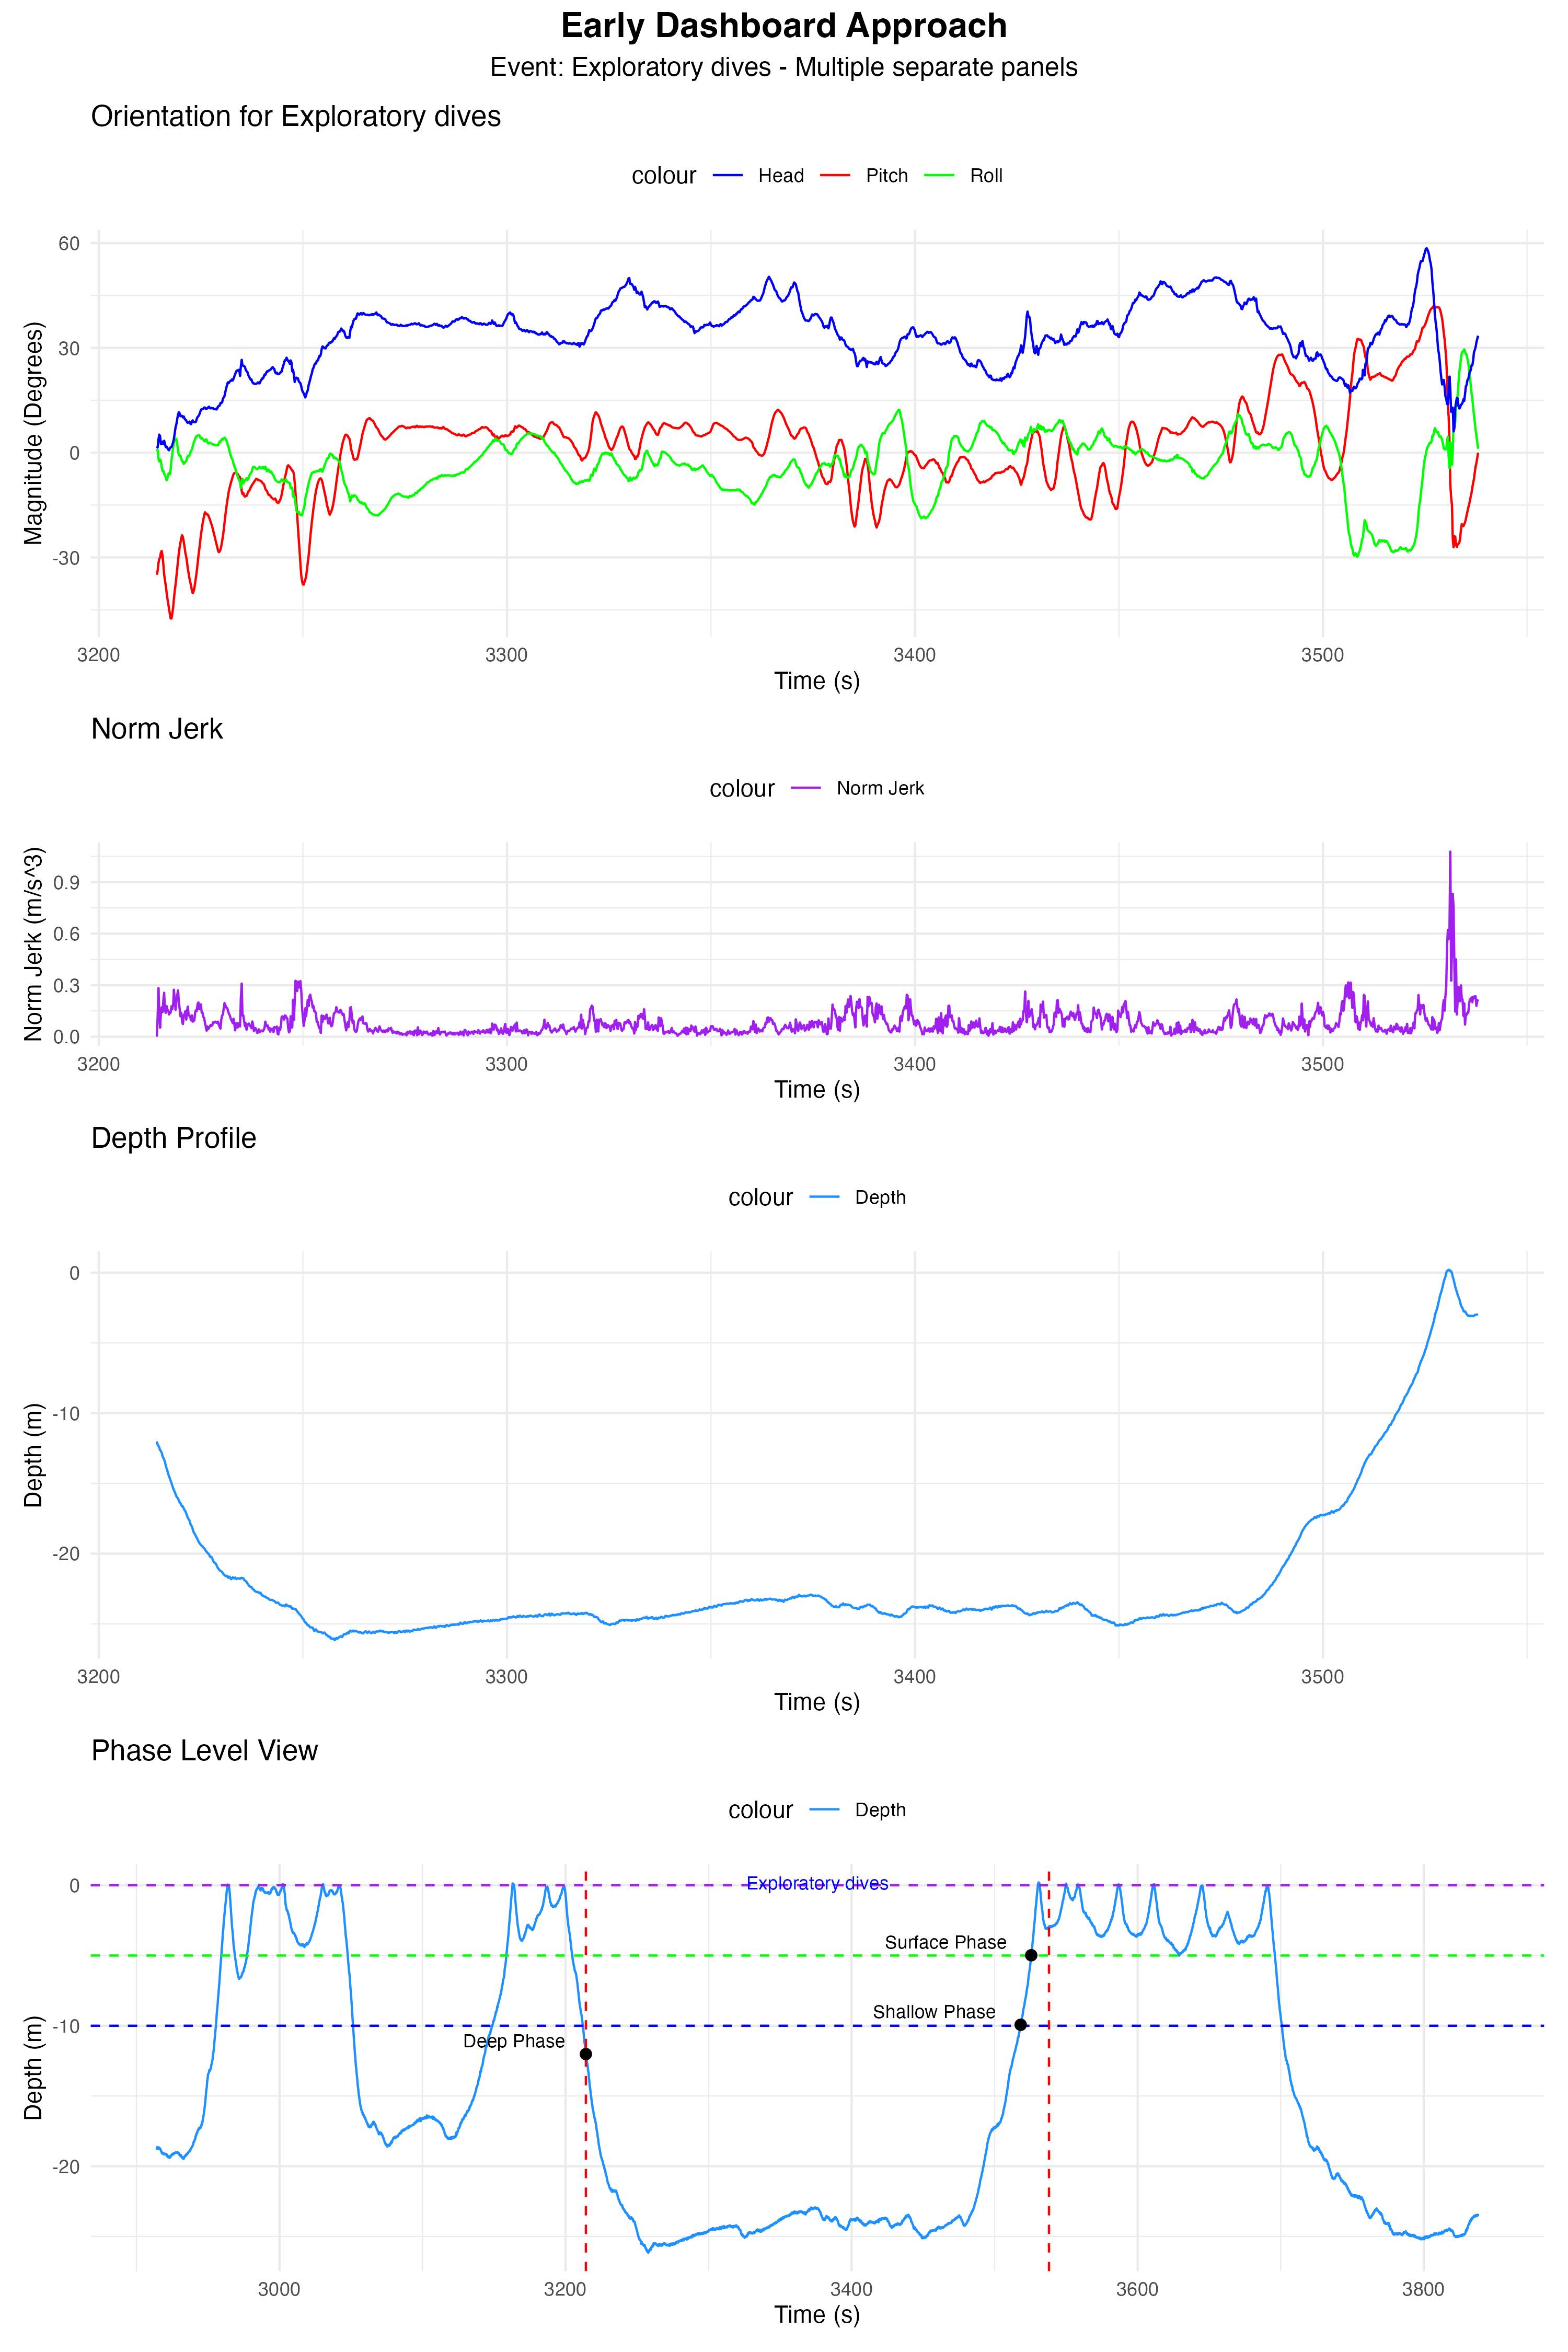 Early Dashboard Approach
Event: Exploratory dives - Multiple separate panels
Orientation for Exploratory dives
colour Head Pitch Roll
Magnitude (Degrees)
60
30
0
-30
3200 3300 3400 3500
Time (s)
Norm Jerk
colour Norm Jerk
Norm Jerk (m/s^3)
0.9
0.6
0.3
0.0
3200 3300 3400 3500
Time (s)
Depth Profile
colour Depth
Depth (m)
0
-10
-20
3200 3300 3400 3500
Time (s)
Phase Level View
colour Depth
Depth (m)
0
-10
-20
Exploratory dives
Surface Phase
Shallow Phase
Deep Phase
3000 3200 3400 3600 3800
Time (s)